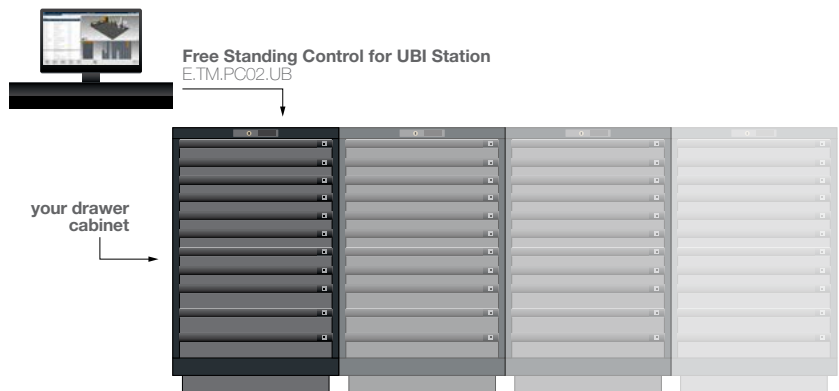 Free Standing Control for UBI Station
E.TM.PC02.UB
your drawer
cabinet